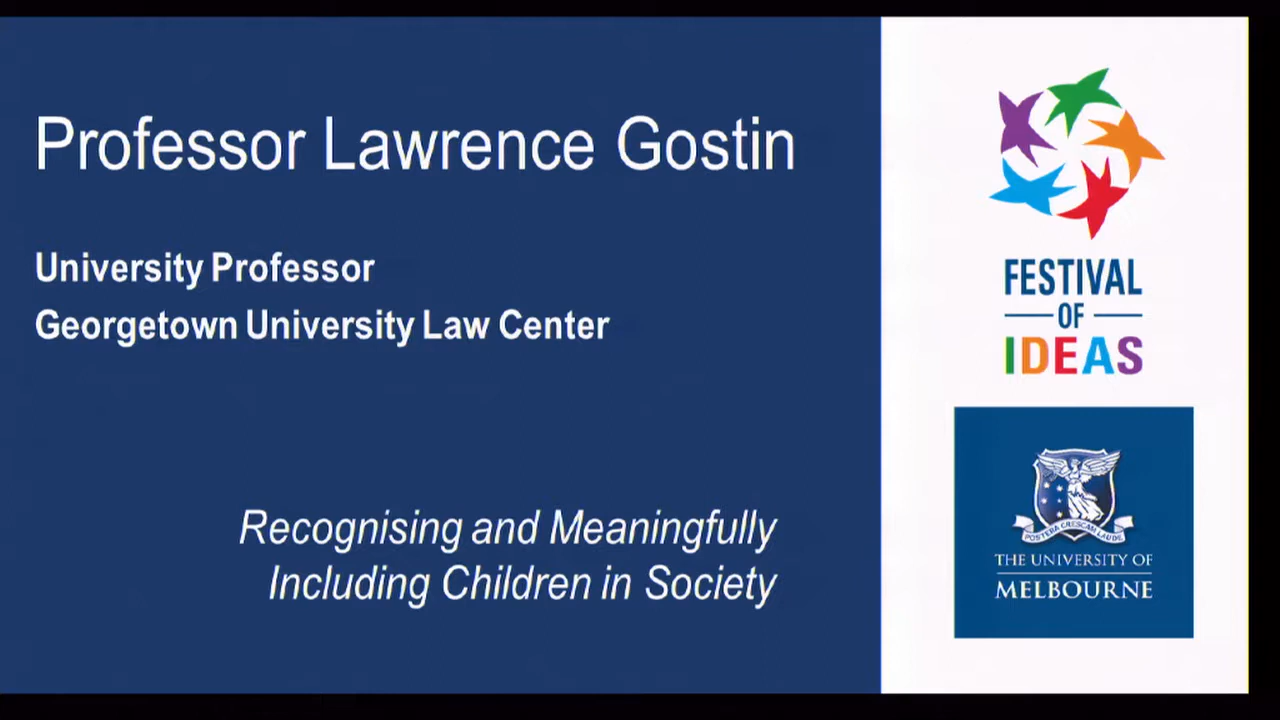 Professor Lawrence Gostin
University Professor
Georgetown University Law Center
Recognising and Meaningfully
Including Children in Society
FESTIVAL
OF
IDEAS
POSTERA CRESCAM LAUDE
THE UNIVERSITY OF
MELBOURNE